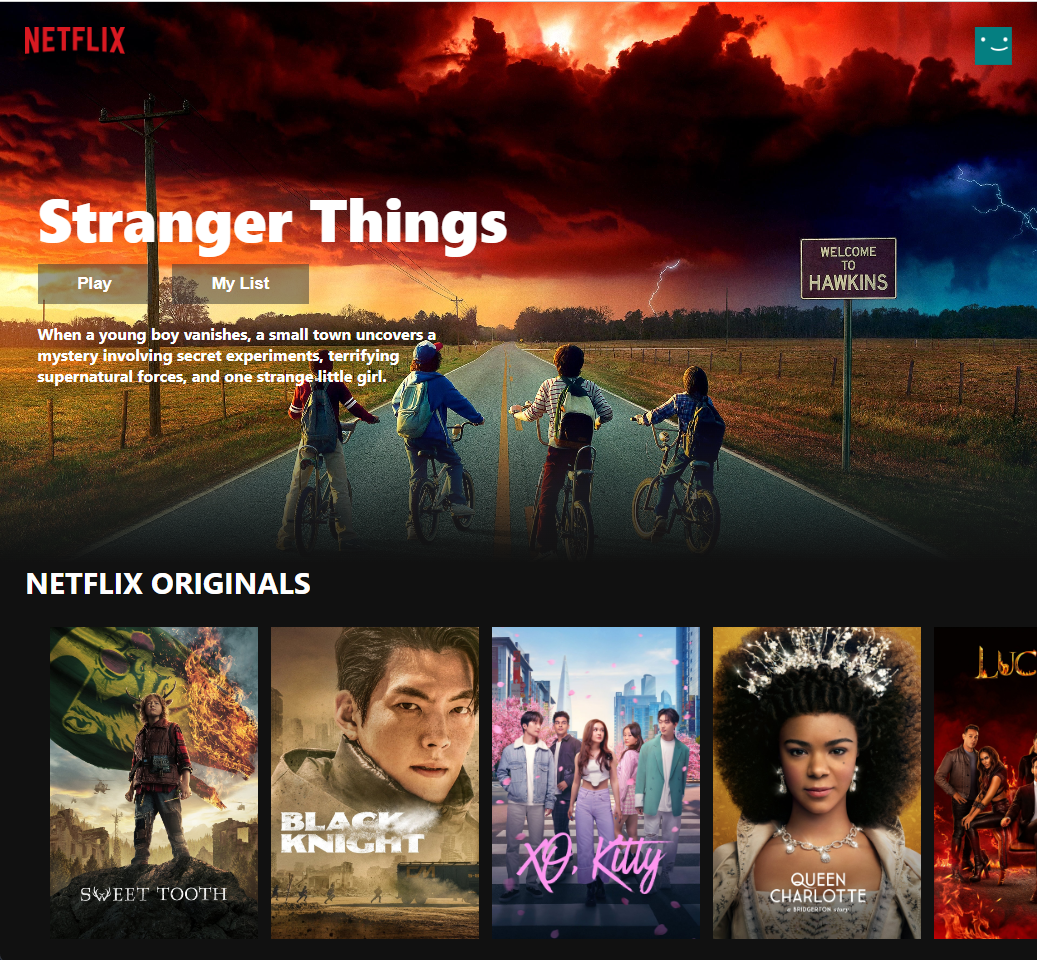 NETFLIX
Stranger Things
Play
My List
When a young boy vanishes, a small town uncovers a
mystery involving secret experiments, terrifying
supernatural forces, and one strange little girl.
WELCOME
TO
HAWKINS
NETFLIX ORIGINALS
SWEET TOOTH
BLACK
KNIGHT
XO, Kitty
QUEEN
CHARLOTTE
a BRIDGERTON story
LUC